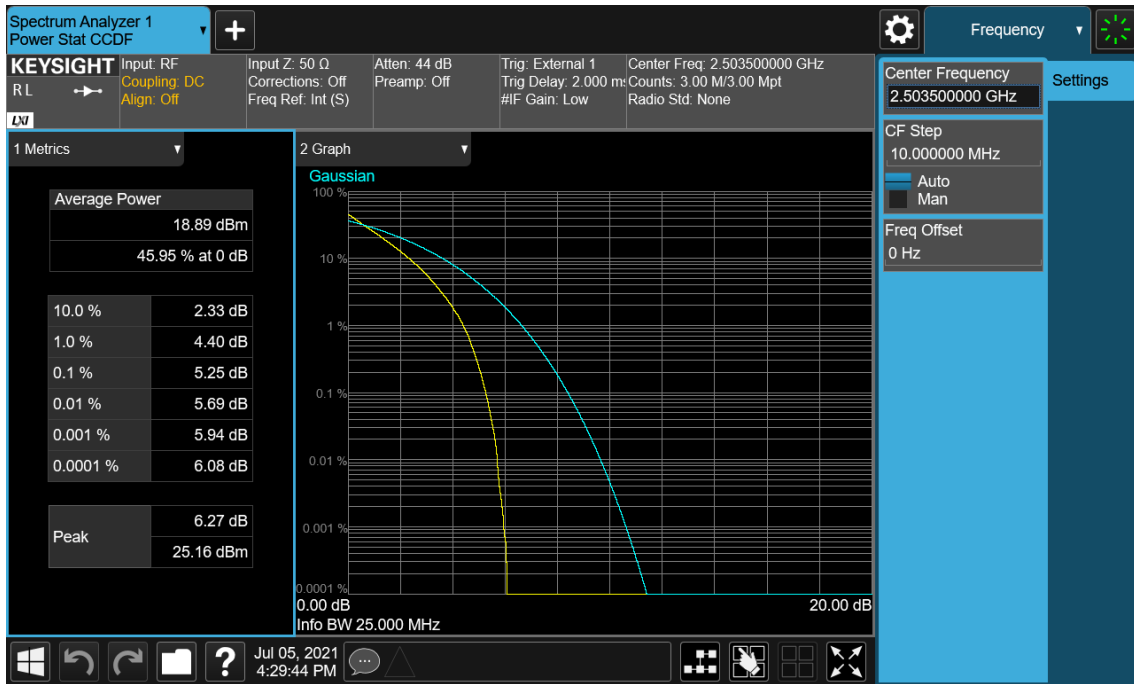 Spectrum Analyzer 1
Power Stat CCDF
Frequency
KEYSIGHT
R L
LXI
Input: RF
Coupling: DC
Align: Off
Input Z: 50 Ω
Corrections: Off
Freq Ref: Int (S)
Atten: 44 dB
Preamp: Off
Trig: External 1
Trig Delay: 2.000 ms
#IF Gain: Low
Center Freq: 2.503500000 GHz
Counts: 3.00 M/3.00 Mpt
Radio Std: None
Center Frequency
2.503500000 GHz
Settings
CF Step
10.000000 MHz
Auto
Man
Freq Offset
0 Hz
1 Metrics
Average Power
18.89 dBm
45.95 % at 0 dB
10.0 % 2.33 dB
1.0 % 4.40 dB
0.1 % 5.25 dB
0.01 % 5.69 dB
0.001 % 5.94 dB
0.0001 % 6.08 dB
Peak
6.27 dB
25.16 dBm
2 Graph
Gaussian
100 %
10 %
1 %
0.1 %
0.01 %
0.001 %
0.0001 %
0.00 dB 20.00 dB
Info BW 25.000 MHz
?
Jul 05, 2021
4:29:44 PM